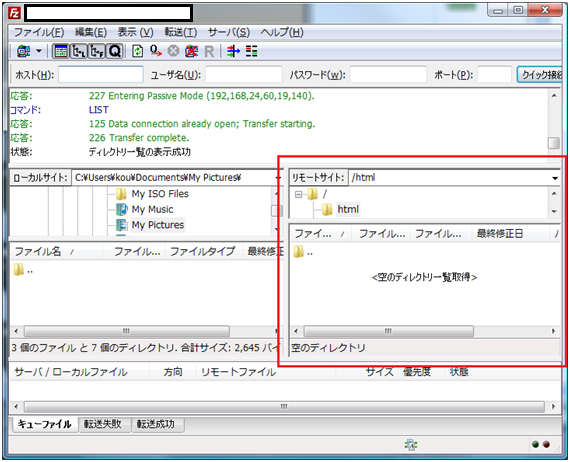 Fz
ファイル(F) 編集(E) 表示 (V) 転送(T) サーバ(S) ヘルプ(H)
Q R
ホスト(H): ユーザ名(U): パスワード(w): ポート(P): クイック接続
応答: 227 Entering Passive Mode (192,168,24,60,19,140).
コマンド: LIST
応答: 125 Data connection already open; Transfer starting.
応答: 226 Transfer complete.
状態: ディレクトリ一覧の表示成功
ローカルサイト: C:¥Users¥kou¥Documents¥My Pictures¥
My ISO Files
My Music
My Pictures
ファイル名 / ファイル... ファイルタイプ 最終修正
..
3 個のファイル と 7 個のディレクトリ. 合計サイズ: 2,645 バイ
リモートサイト: /html
/
html
ファイ... / ファイル... ファイル... 最終修正日
..
<空のディレクトリ一覧取得>
空のディレクトリ
サーバ / ローカルファイル 方向 リモートファイル サイズ 優先度 状態
キューファイル 転送失敗 転送成功